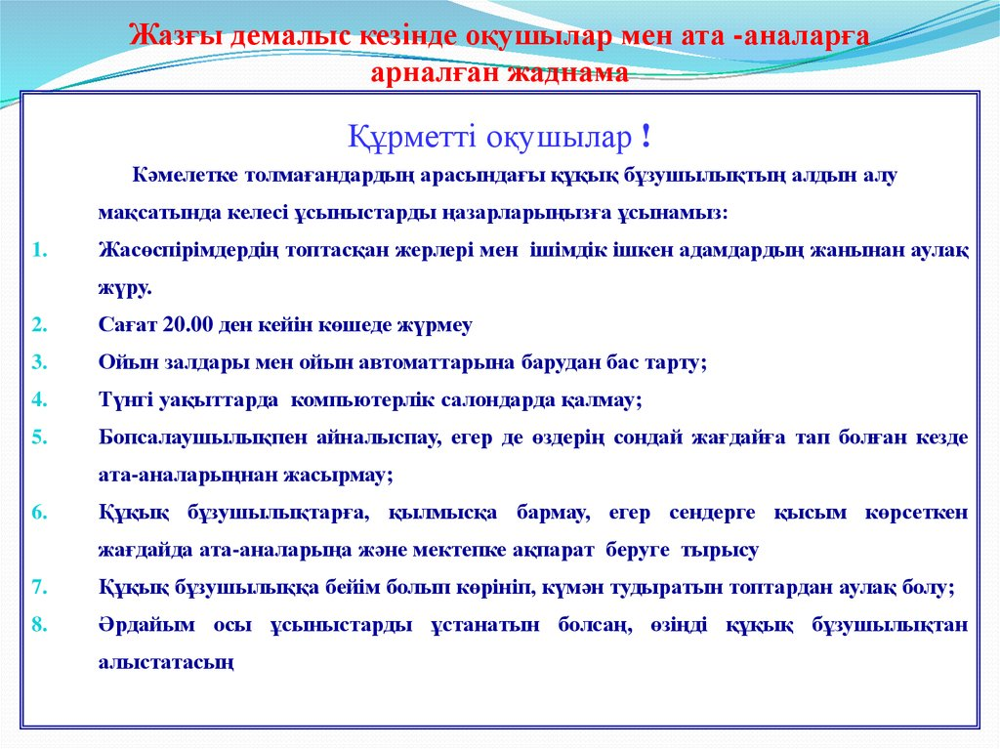 Жазғы демалыс кезінде оқушылар мен ата -аналарға
арналған жаднама
Құрметті оқушылар !
Кәмелетке толмағандардың арасындағы құқық бұзушылықтың алдын алу
мақсатында келесі ұсыныстарды ңазарларыңызға ұсынамыз:
1. Жасөспірімдердің топтасқан жерлері мен ішімдік ішкен адамдардың жанынан аулақ
жүру.
2. Сағат 20.00 ден кейін көшеде жүрмеу
3. Ойын залдары мен ойын автоматтарына барудан бас тарту;
4. Түнгі уақыттарда компьютерлік салондарда қалмау;
5. Бопсалаушылықпен айналыспау, егер де өздерің сондай жағдайға тап болған кезде
ата-аналарыңнан жасырмау;
6. Құқық бұзушылықтарға, қылмысқа бармау, егер сендерге қысым көрсеткен
жағдайда ата-аналарыңа және мектепке ақпарат беруге тырысу
7. Құқық бұзушылыққа бейім болып көрініп, күмән тудыратын топтардан аулақ болу;
8. Әрдайым осы ұсыныстарды ұстанатын болсаң, өзіңді құқық бұзушылықтан
алыстатасың